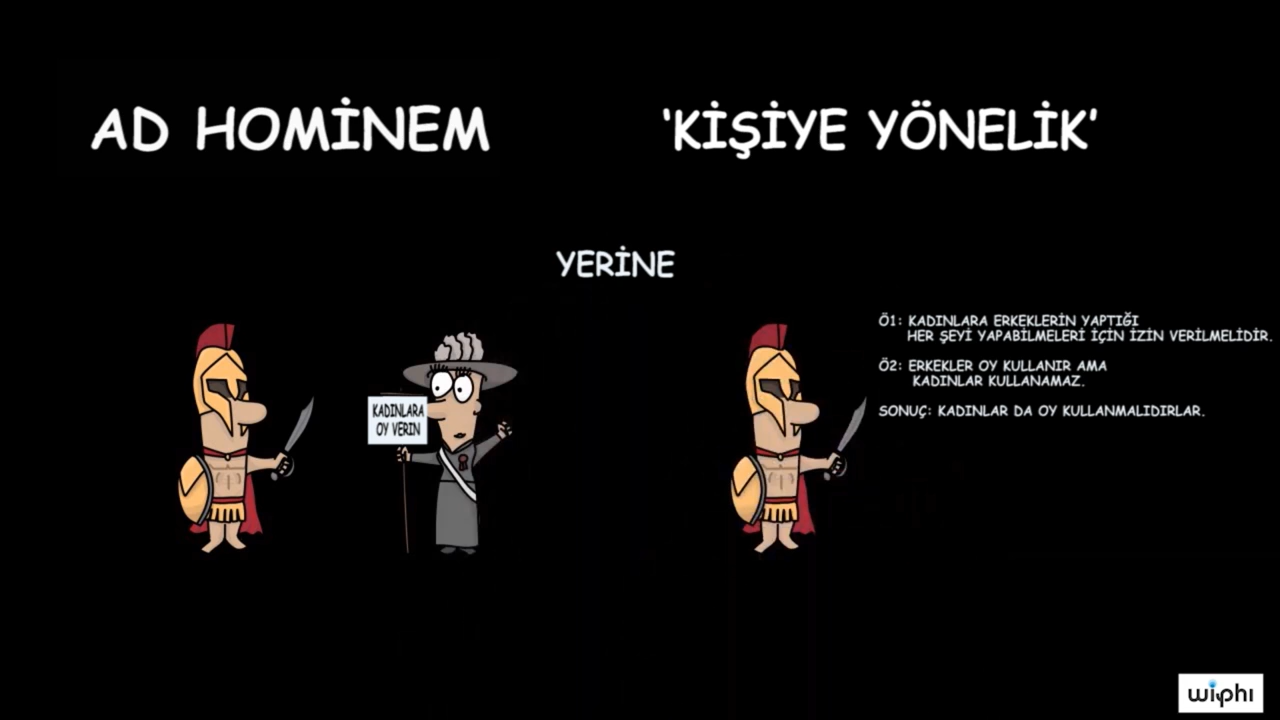 AD HOMİNEM
‘KİŞİYE YÖNELİK’
YERİNE
KADINLARA
OY VERIN
Ö1: KADINLARA ERKEKLERİN YAPTIĞI
HER ŞEYİ YAPABİLMELERİ İÇİN İZİN VERİLMELİDİR.
Ö2: ERKEKLER OY KULLANIR AMA
KADINLAR KULLANAMAZ.
SONUÇ: KADINLAR DA OY KULLANMALIDIRLAR.
wiphi